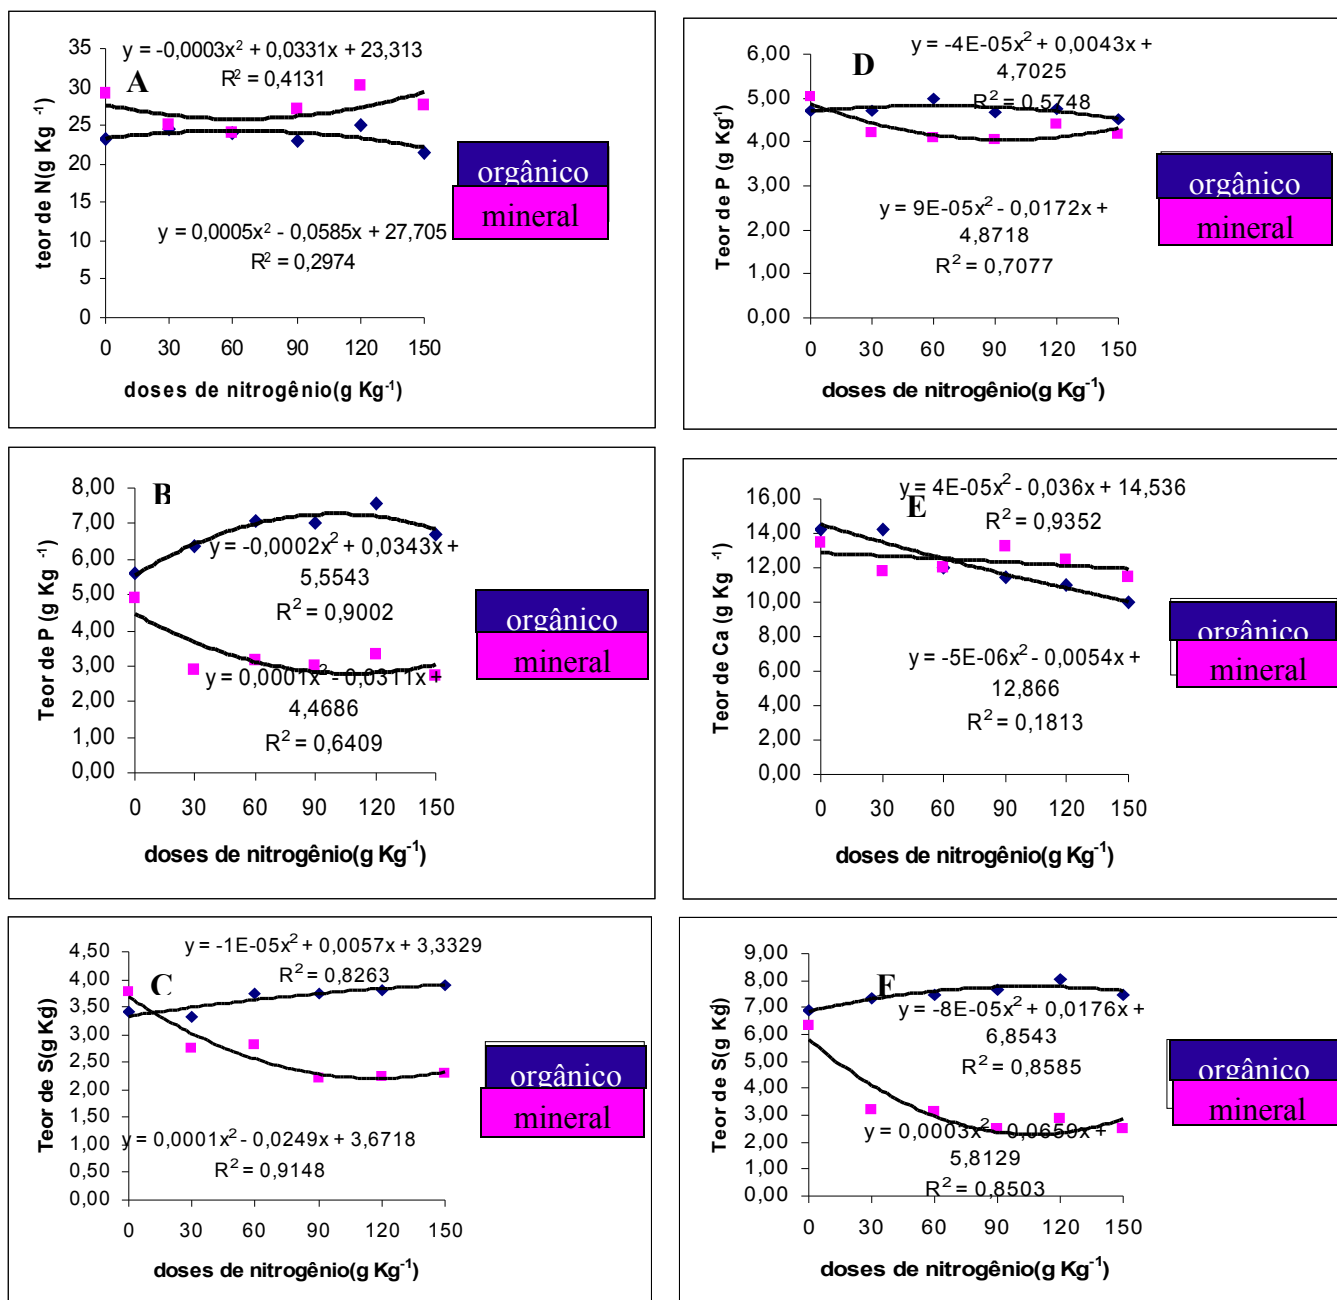 y = -0,0003x² + 0,0331x + 23,313
R² = 0,4131
A
35
30
25
20
15
10
5
0
teor de N(g Kg ⁻¹)
y = 0,0005x² - 0,0585x + 27,705
R² = 0,2974
0 30 60 90 120 150
doses de nitrogênio(g Kg⁻¹)
orgânico
mineral
y = -4E-05x² + 0,0043x +
4,7025
R² = 0,5748
D
6,00
5,00
4,00
3,00
2,00
1,00
0,00
Teor de P (g Kg ⁻¹)
y = 9E-05x² - 0,0172x +
4,8718
R² = 0,7077
0 30 60 90 120 150
doses de nitrogênio(g Kg⁻¹)
orgânico
mineral
B
8,00
7,00
6,00
5,00
4,00
3,00
2,00
1,00
0,00
Teor de P (g Kg ⁻¹)
y = -0,0002x² + 0,0343x +
5,5543
R² = 0,9002
y = 0,0001x² - 0,0311x +
4,4686
R² = 0,6409
0 30 60 90 120 150
doses de nitrogênio(g Kg⁻¹)
orgânico
mineral
y = 4E-05x² - 0,036x + 14,536
R² = 0,9352
E
16,00
14,00
12,00
10,00
8,00
6,00
4,00
2,00
0,00
Teor de Ca (g Kg ⁻¹)
y = -5E-06x² - 0,0054x +
12,866
R² = 0,1813
0 30 60 90 120 150
doses de nitrogênio(g Kg⁻¹)
orgânico
mineral
y = -1E-05x² + 0,0057x + 3,3329
R² = 0,8263
C
4,50
4,00
3,50
3,00
2,50
2,00
1,50
1,00
0,50
0,00
Teor de S(g Kg)
y = 0,0001x² - 0,0249x + 3,6718
R² = 0,9148
0 30 60 90 120 150
doses de nitrogênio(g Kg⁻¹)
orgânico
mineral
F
9,00
8,00
7,00
6,00
5,00
4,00
3,00
2,00
1,00
0,00
Teor de S(g Kg)
y = -8E-05x² + 0,0176x +
6,8543
R² = 0,8585
y = 0,0003x² - 0,0659x +
5,8129
R² = 0,8503
0 30 60 90 120 150
doses de nitrogênio(g Kg⁻¹)
orgânico
mineral